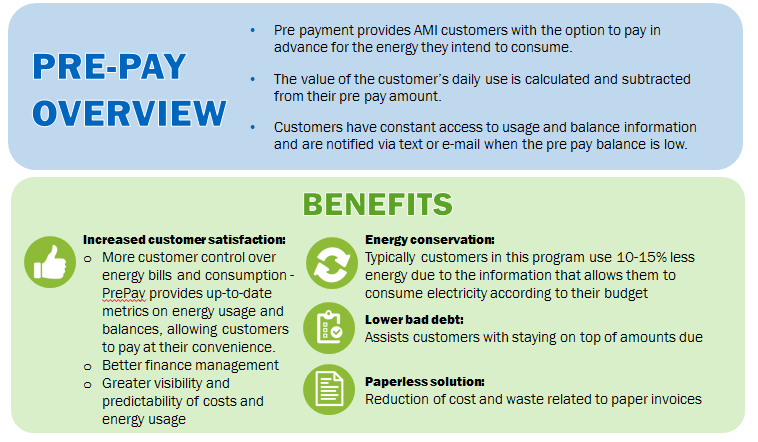 PRE-PAY
OVERVIEW
• Pre payment provides AMI customers with the option to pay in
advance for the energy they intend to consume.
• The value of the customer's daily use is calculated and subtracted
from their pre pay amount.
• Customers have constant access to usage and balance information
and are notified via text or e-mail when the pre pay balance is low.
BENEFITS
Increased customer satisfaction:
o More customer control over
energy bills and consumption -
PrePay provides up-to-date
metrics on energy usage and
balances, allowing customers
to pay at their convenience.
o Better finance management
o Greater visibility and
predictability of costs and
energy usage
Energy conservation:
Typically customers in this program use 10-15% less
energy due to the information that allows them to
consume electricity according to their budget
Lower bad debt:
Assists customers with staying on top of amounts due
Paperless solution:
Reduction of cost and waste related to paper invoices